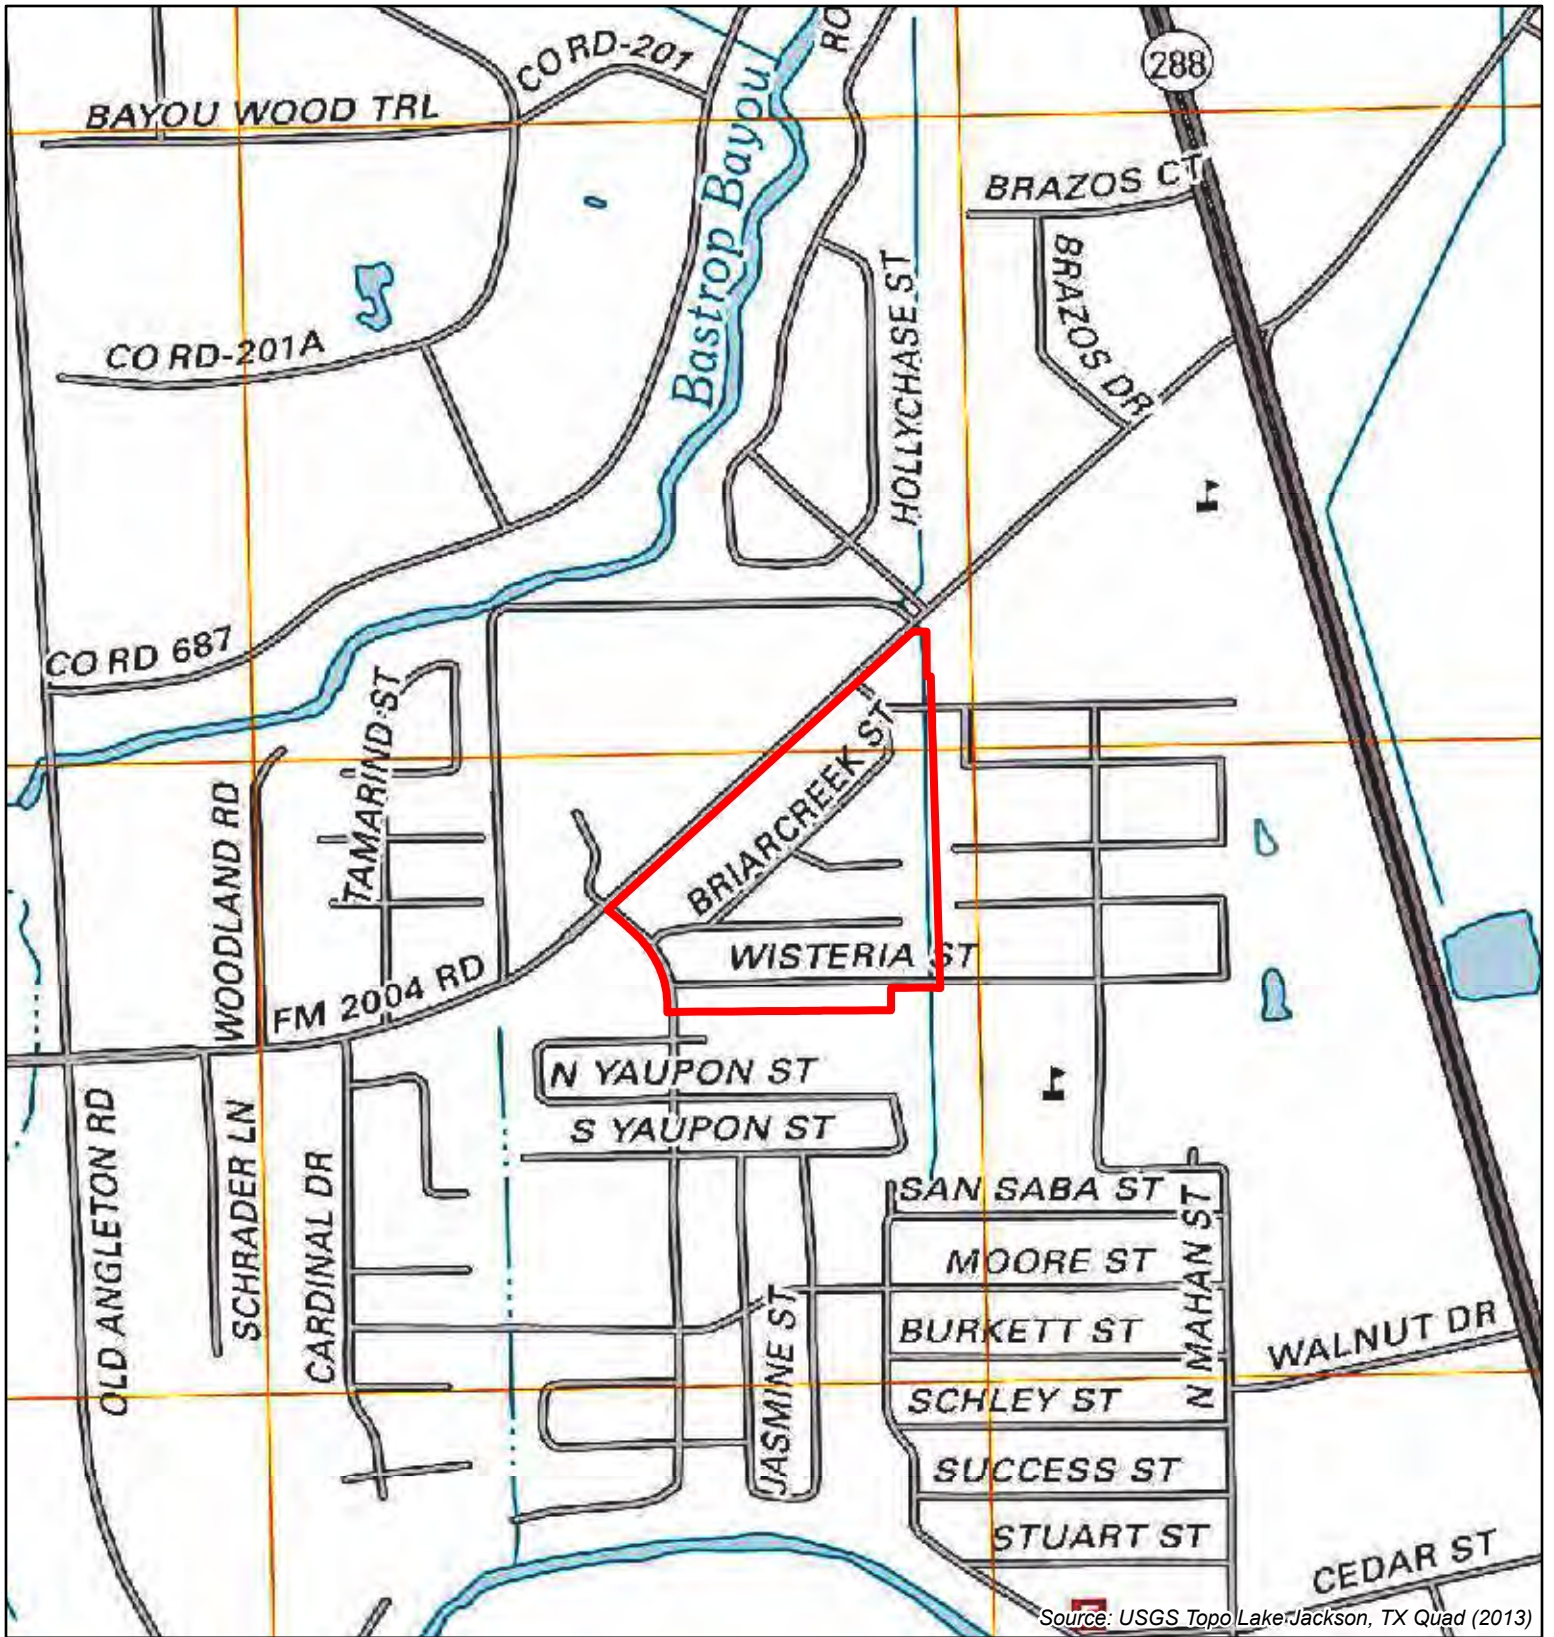 CO RD-201
RO
288
BAYOU WOOD TRL
Bastrop Bayou
BRAZOS CT
BRAZOS DR
HOLLYCHASE ST
CO RD-201A
CO RD 687
TAMARIND ST
BRIARCREEK ST
WOODLAND RD
WISTERIA ST
FM 2004 RD
N YAUPON ST
S YAUPON ST
OLD ANGLETON RD
SCHRADER LN
CARDINAL DR
SAN SABA ST
MOORE ST
N MAHAN ST
BURKETT ST
WALNUT DR
JASMINE ST
SCHLEY ST
SUCCESS ST
STUART ST
CEDAR ST
Source: USGS Topo Lake Jackson, TX Quad (2013)